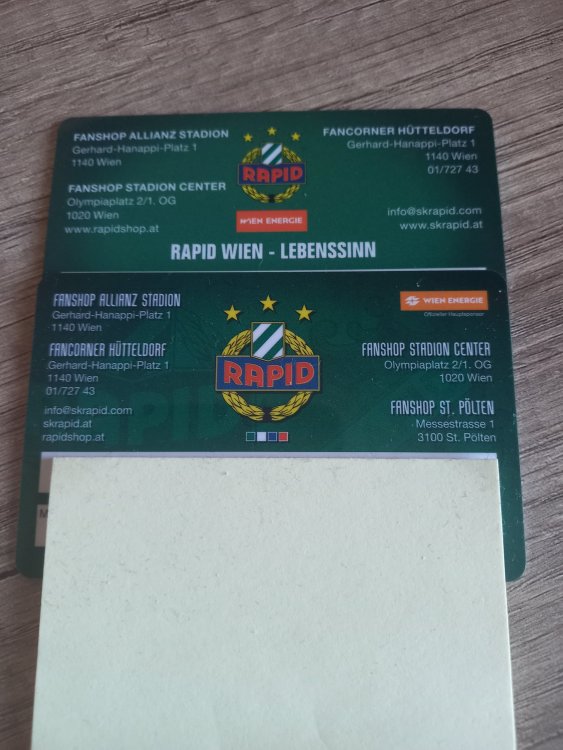 FANSHOP ALLIANZ STADION
Gerhard-Hanappi-Platz 1
1140 Wien
FANSHOP STADION CENTER
Olympiaplatz 2/1. OG
1020 Wien
www.rapidshop.at
RAPID
WIEN ENERGIE
FANCORNER HÜTTELDORF
Gerhard-Hanappi-Platz 1
1140 Wien
01/727 43
info@skrapid.com
www.skrapid.at
RAPID WIEN - LEBENSSINN
FANSHOP ALLIANZ STADION
Gerhard-Hanappi-Platz 1
1140 Wien
FANCORNER HÜTTELDORF
Gerhard-Hanappi-Platz 1
1140 Wien
01/727 43
info@skrapid.com
skrapid.at
rapidshop.at
RAPID
WIEN ENERGIE
Offizieller Hauptsponsor
FANSHOP STADION CENTER
Olympiaplatz 2/1. OG
1020 Wien
FANSHOP ST. PÖLTEN
Messestrasse 1
3100 St. Pölten
M